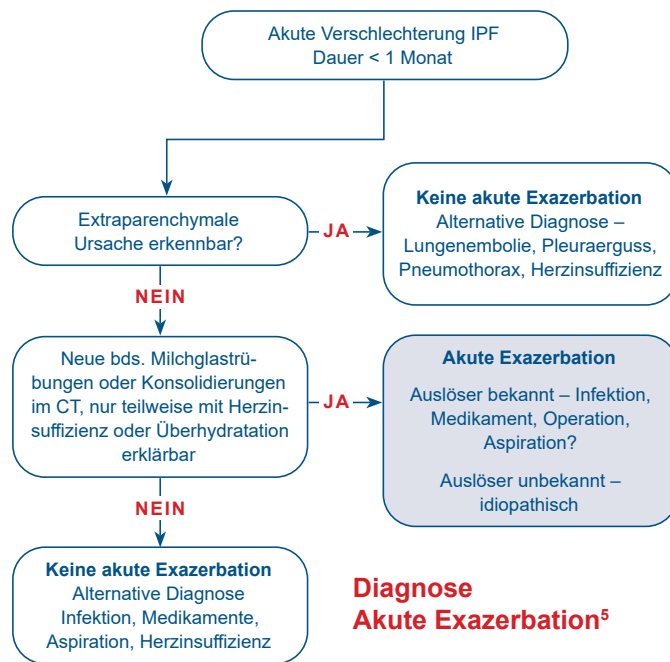 Akute Verschlechterung IPF
Dauer < 1 Monat
Extraparenchymale
Ursache erkennbar?
JA
Keine akute Exazerbation
Alternative Diagnose –
Lungenembolie, Pleuraerguss,
Pneumothorax, Herzinsuffizienz
NEIN
Neue bds. Milchglastrü-
bungen oder Konsolidierungen
im CT, nur teilweise mit Herzin-
suffizienz oder Überhydratation
erklärbar
JA
Akute Exazerbation
Auslöser bekannt – Infektion,
Medikament, Operation,
Aspiration?
Auslöser unbekannt –
idiopathisch
NEIN
Keine akute Exazerbation
Alternative Diagnose
Infektion, Medikamente,
Aspiration, Herzinsuffizienz
Diagnose
Akute Exazerbation⁵